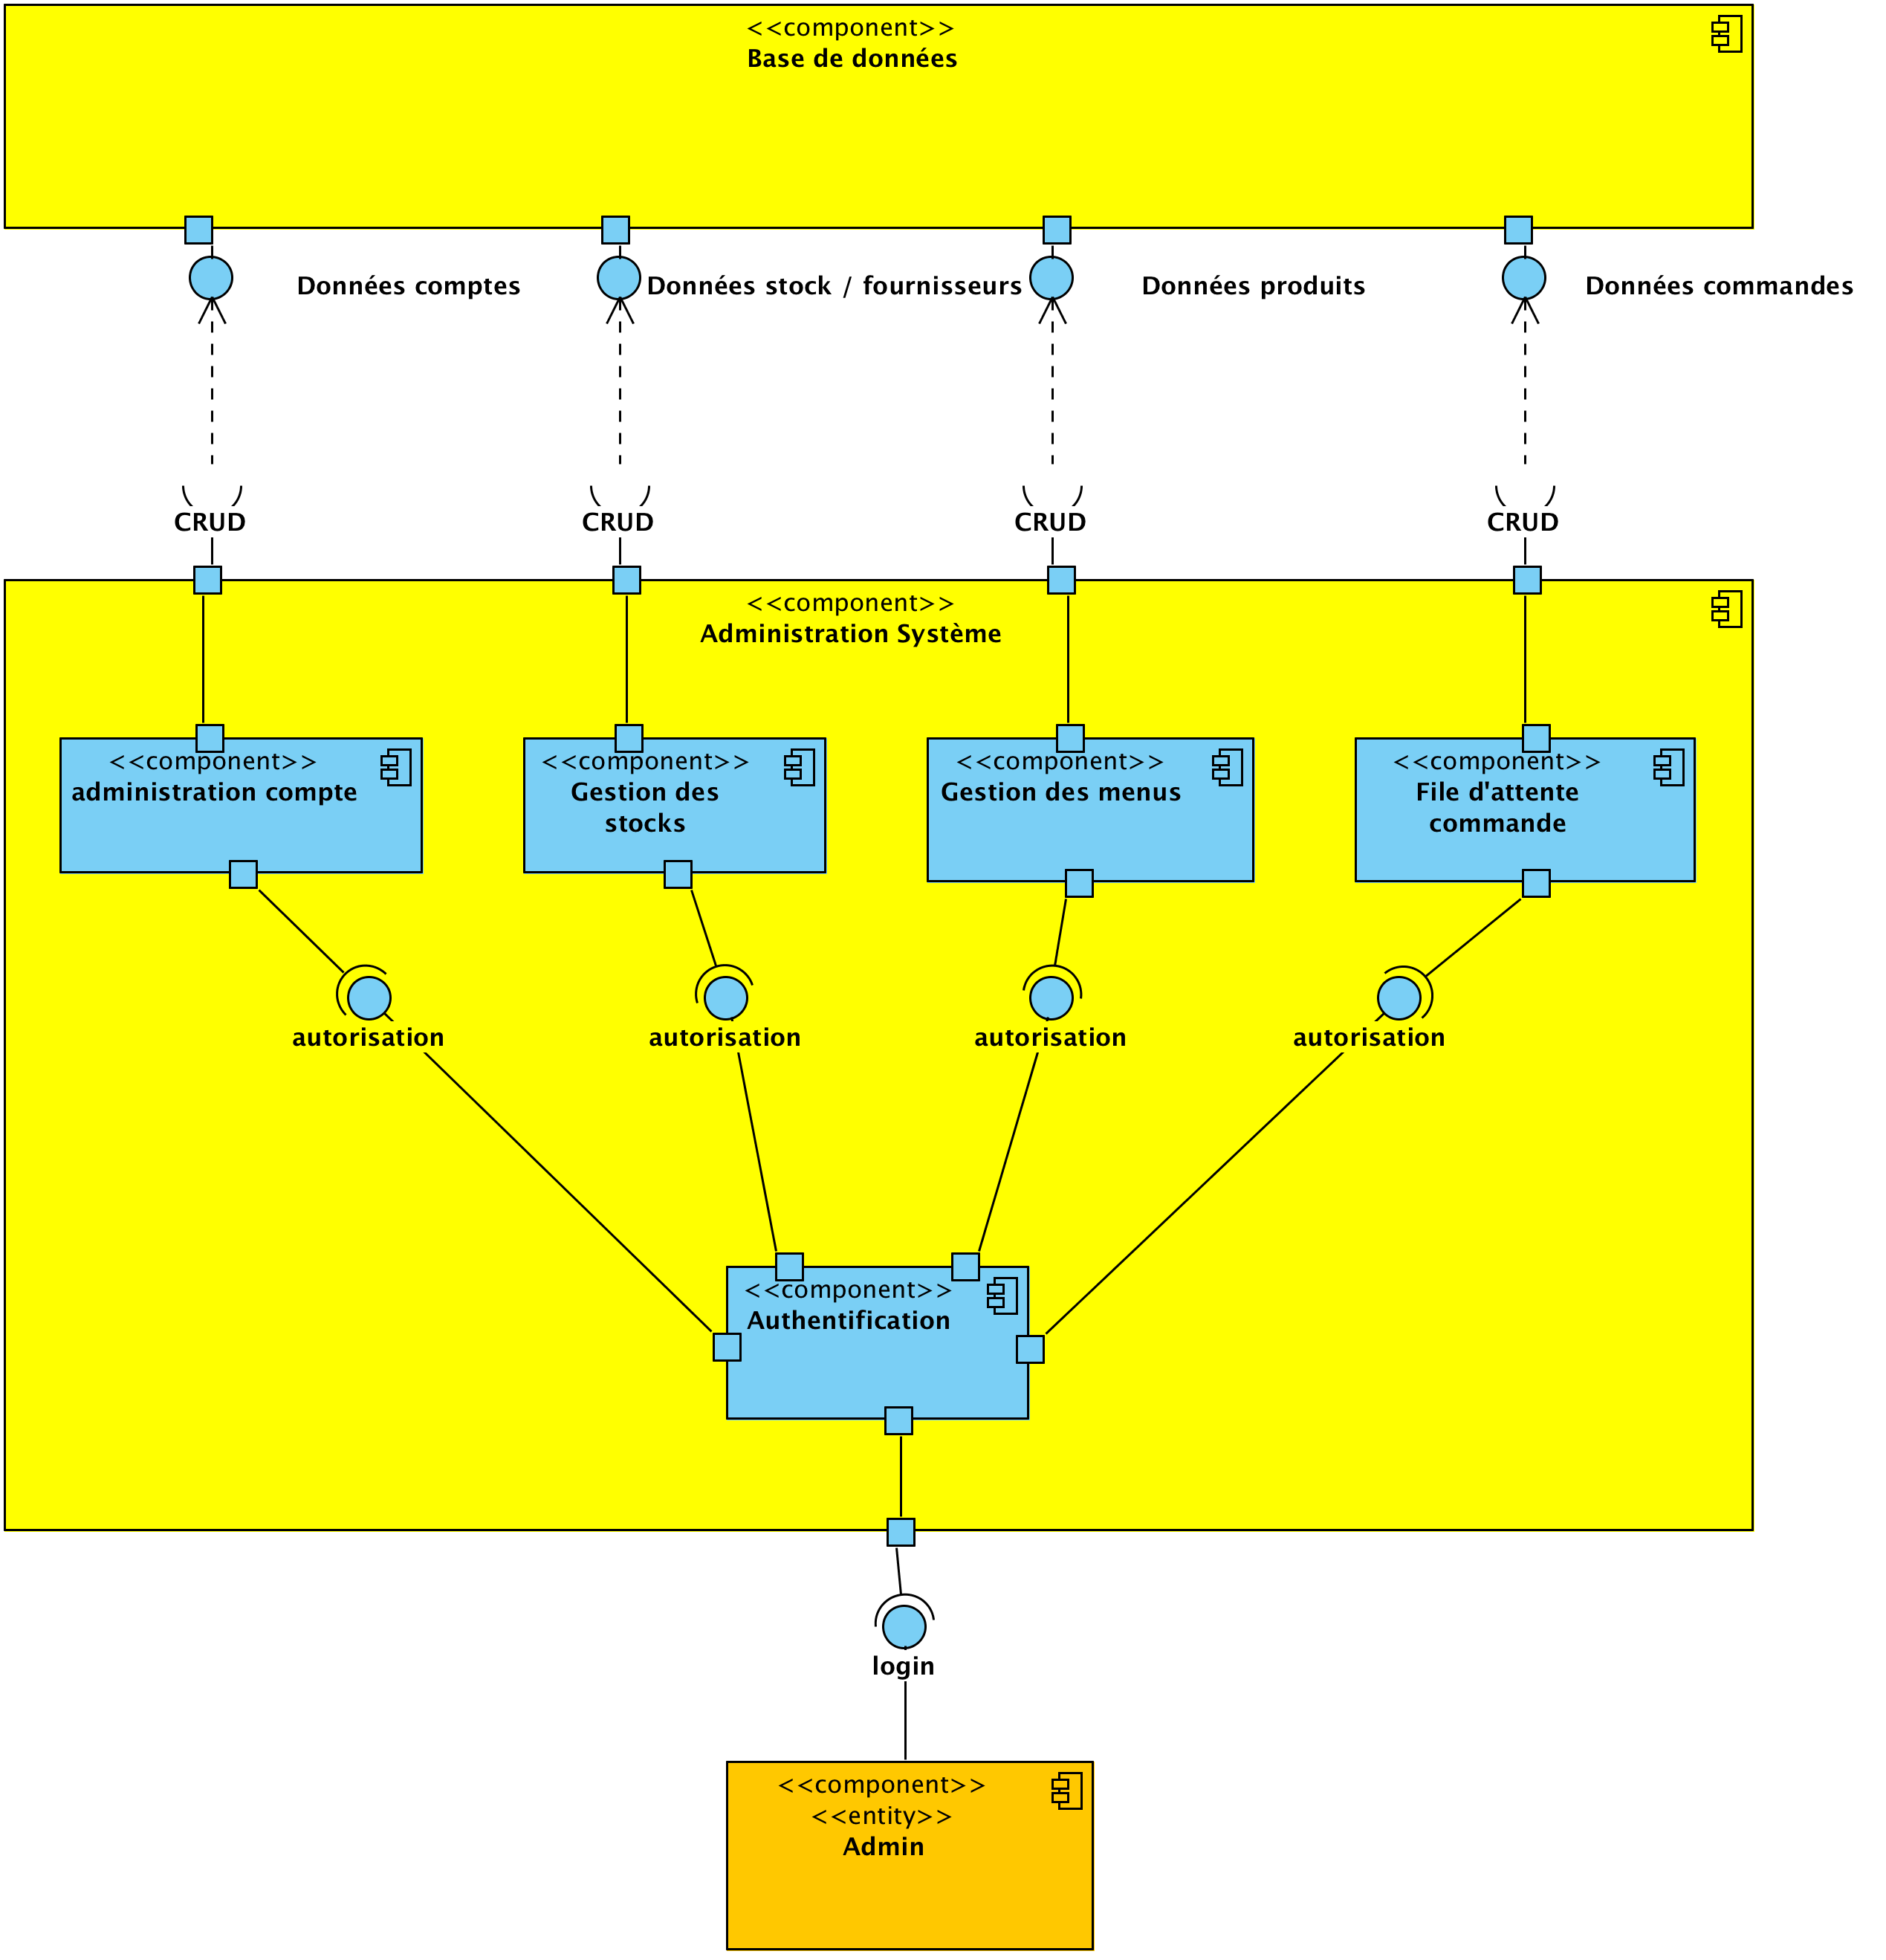 <<component>>
Base de données
Données comptes
Données stock / fournisseurs
Données produits
Données commandes
CRUD
CRUD
CRUD
CRUD
<<component>>
Administration Système
<<component>>
administration compte
<<component>>
Gestion des
stocks
<<component>>
Gestion des menus
<<component>>
File d'attente
commande
autorisation
autorisation
autorisation
autorisation
<<component>>
Authentification
login
<<component>>
<<entity>>
Admin